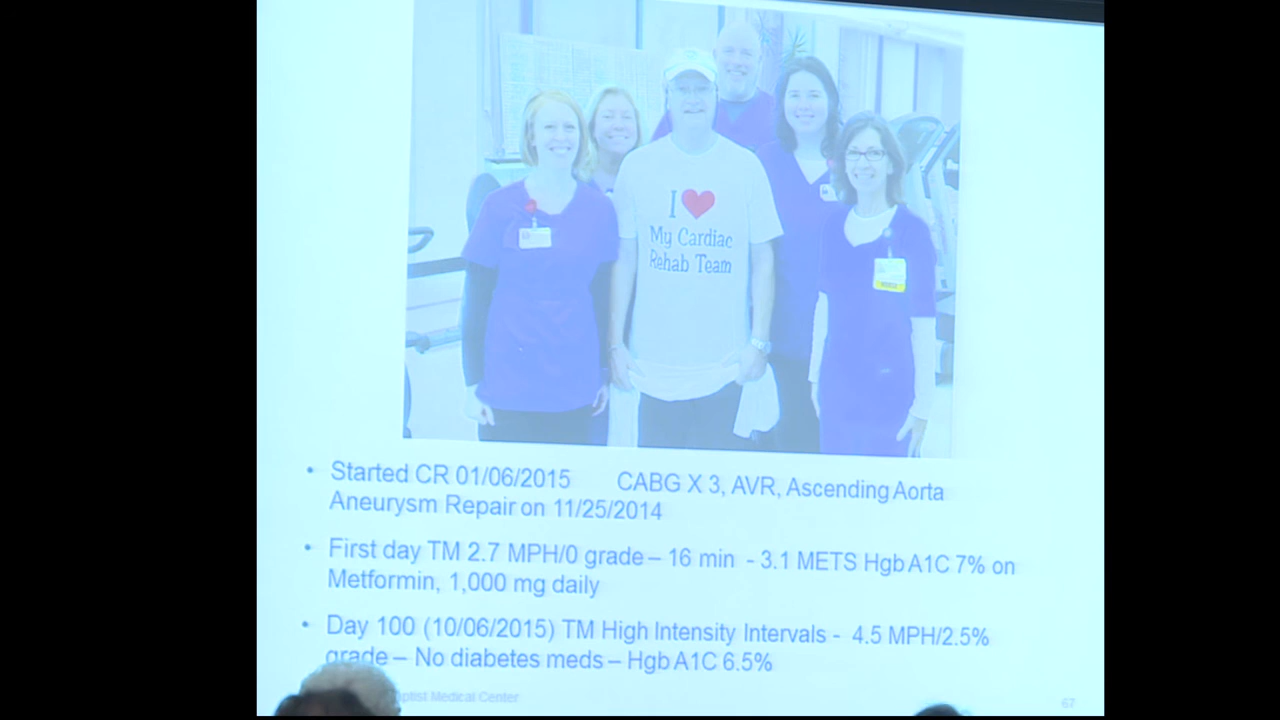 I ❤
My Cardiac
Rehab Team
• Started CR 01/06/2015 CABG X 3, AVR, Ascending Aorta
Aneurysm Repair on 11/25/2014
• First day TM 2.7 MPH/0 grade – 16 min - 3.1 METS Hgb A1C 7% on
Metformin, 1,000 mg daily
• Day 100 (10/06/2015) TM High Intensity Intervals - 4.5 MPH/2.5%
grade – No diabetes meds – Hgb A1C 6.5%
Medical Center
67